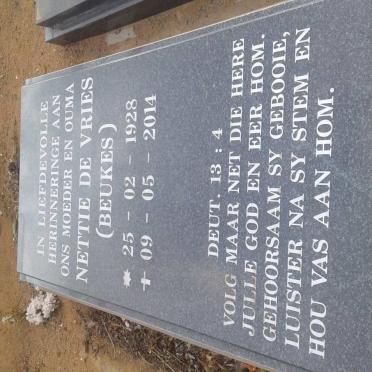 IN LIEFDEVOLLE
HERINNERINGE AAN
ONS MOEDER EN OUMA
NETTIE DE VRIES
(BEUKES)
25 - 02 - 1928
09 - 05 - 2014
DEUT. 13 : 4
VOLG MAAR NET DIE HERE
JULLE GOD EN EER HOM.
GEHOORSAAM SY GEBOOIE,
LUISTER NA SY STEM EN
HOU VAS AAN HOM.